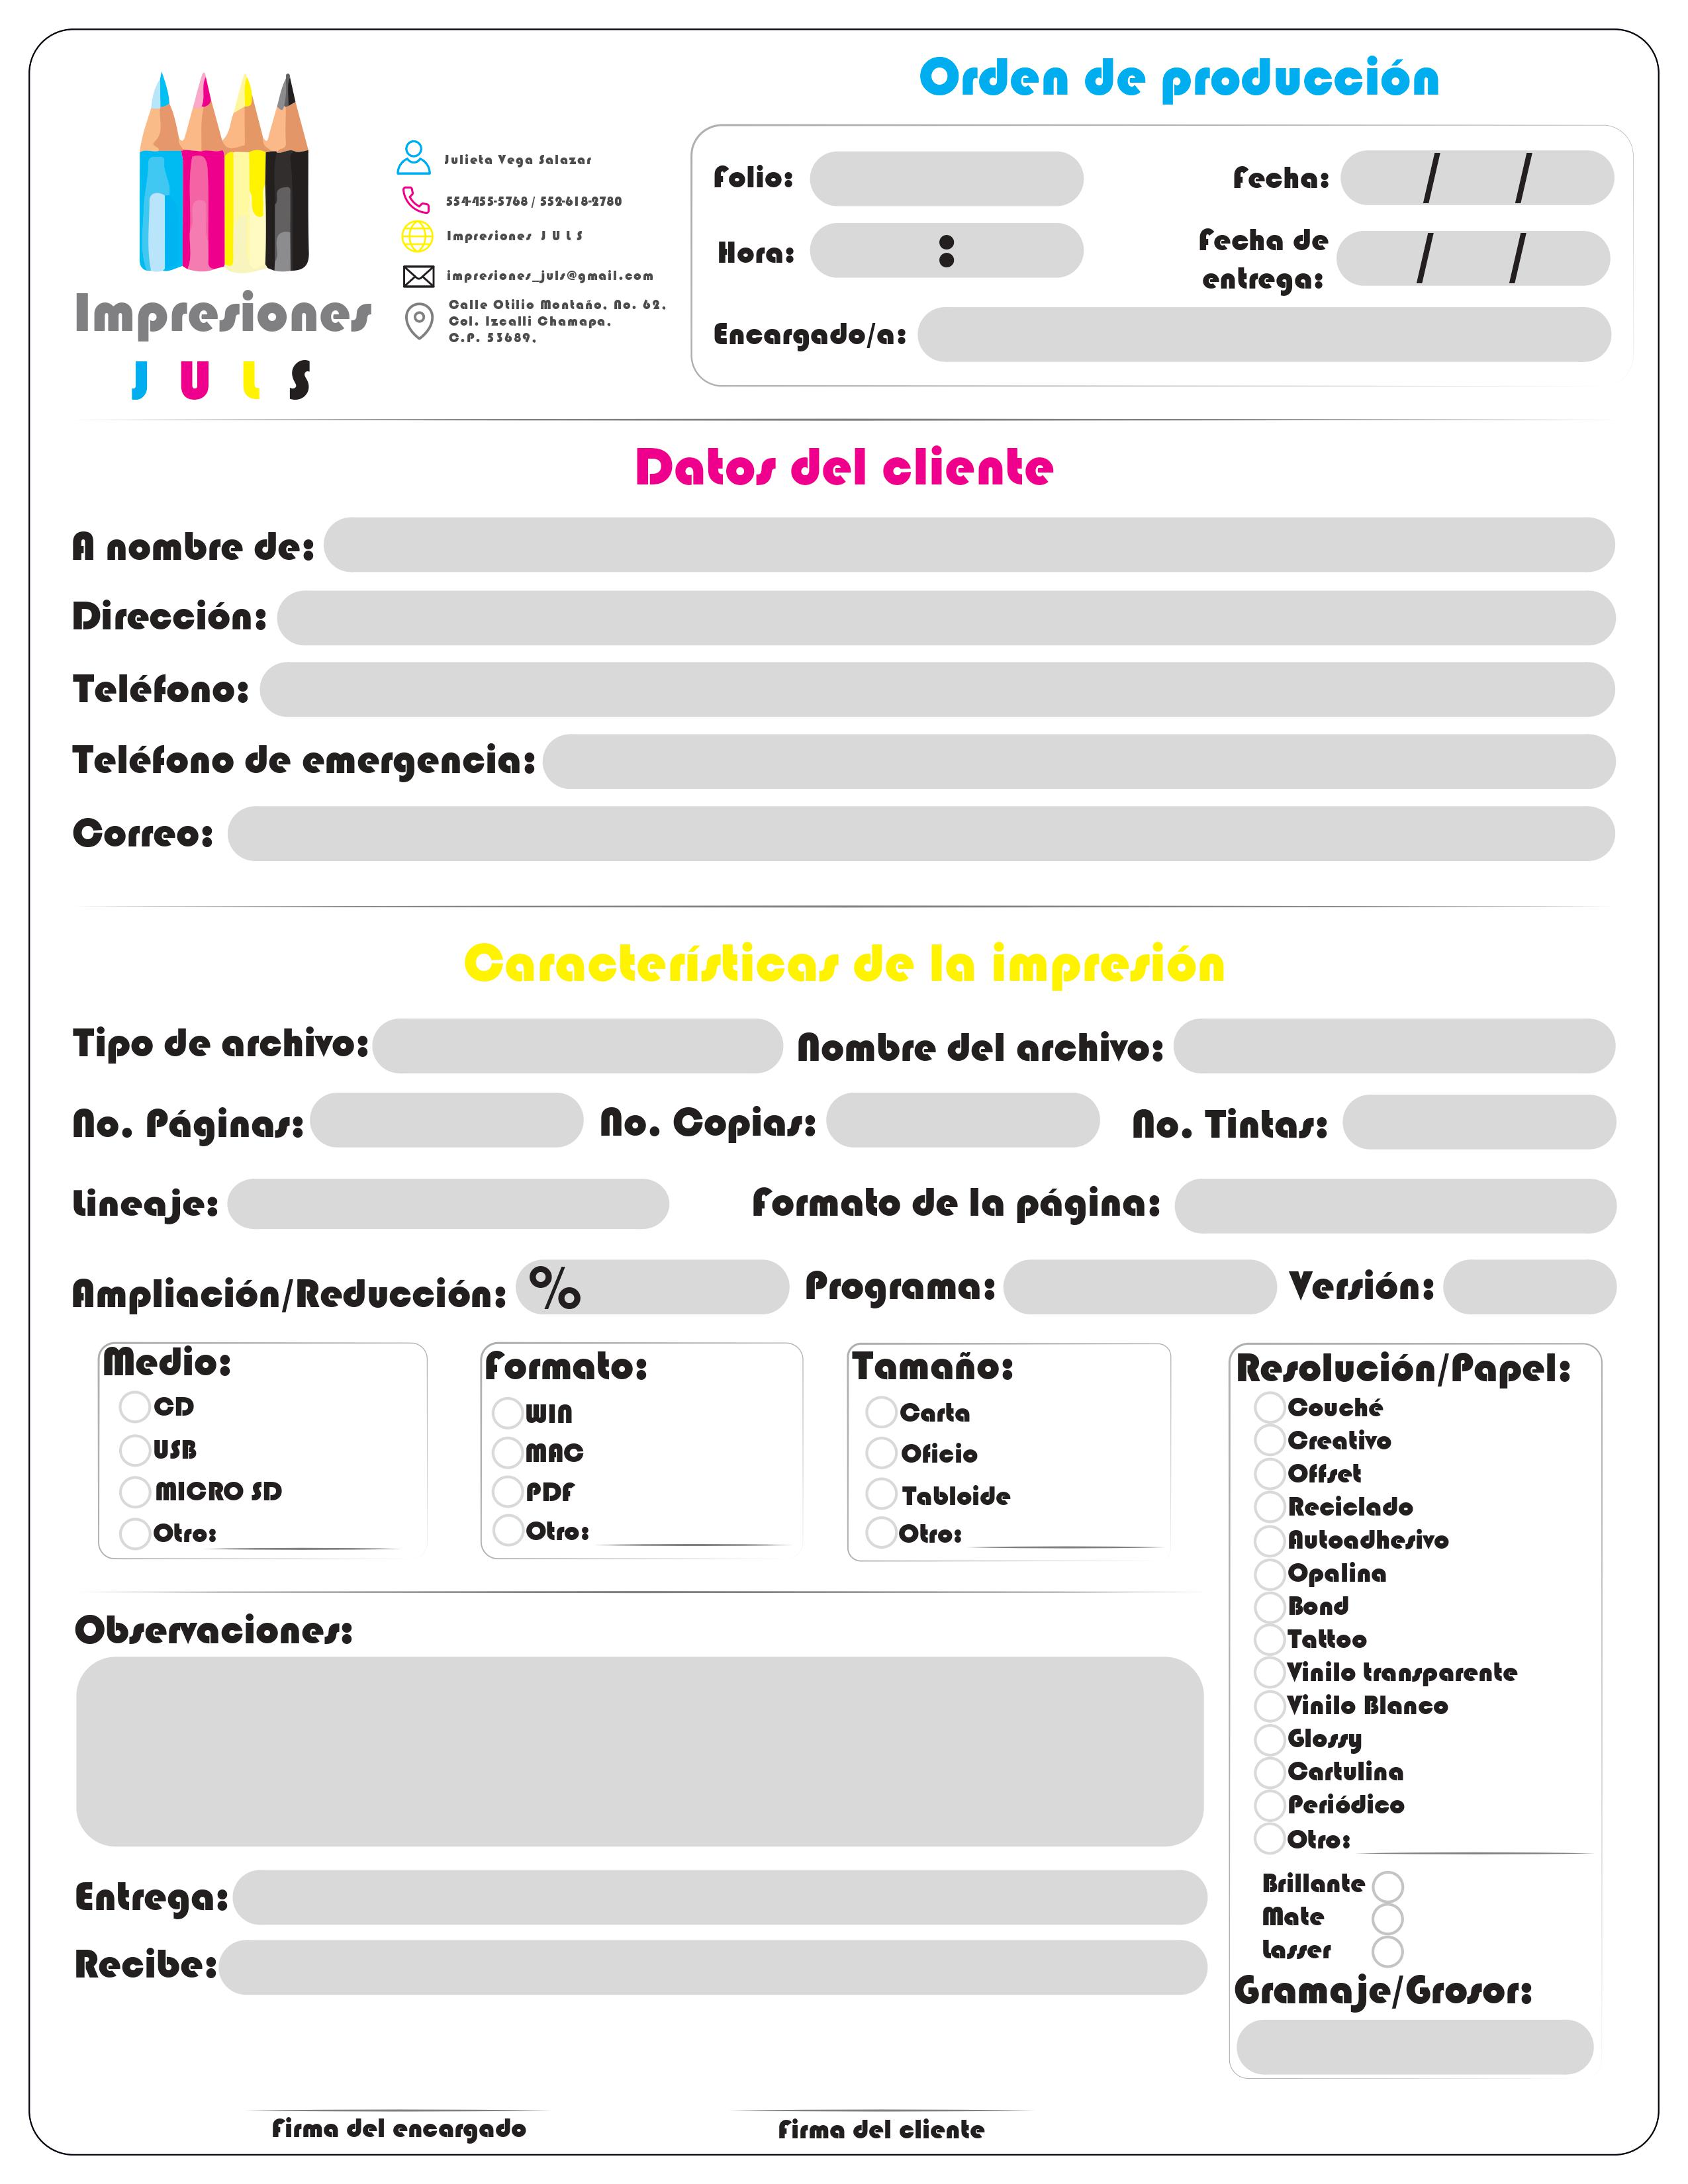 Impresiones
J U L S
Julieta Vega Salazar
554-455-5768 / 552-618-2780
Impresiones J U L S
impresiones_juls@gmail.com
Calle Otilio Montaño, No. 62,
Col. Izcalli Chamapa,
C.P. 53689.
Orden de producción
Folio:
Fecha: / /
Hora: :
Fecha de
entrega: / /
Encargado/a:
Datos del cliente
A nombre de:
Dirección:
Teléfono:
Teléfono de emergencia:
Correo:
Características de la impresión
Tipo de archivo:
Nombre del archivo:
No. Páginas:
No. Copias:
No. Tintas:
Lineaje:
Formato de la página:
Ampliación/Reducción: %
Programa:
Versión:
Medio:
CD
USB
MICRO SD
Otro:
Formato:
WIN
MAC
PDF
Otro:
Tamaño:
Carta
Oficio
Tabloide
Otro:
Resolución/Papel:
Couché
Creativo
Offset
Reciclado
Autoadhesivo
Opalina
Bond
Tattoo
Vinilo transparente
Vinilo Blanco
Glossy
Cartulina
Periódico
Otro:
Brillante
Mate
Lasser
Gramaje/Grosor:
Observaciones:
Entrega:
Recibe:
Firma del encargado
Firma del cliente